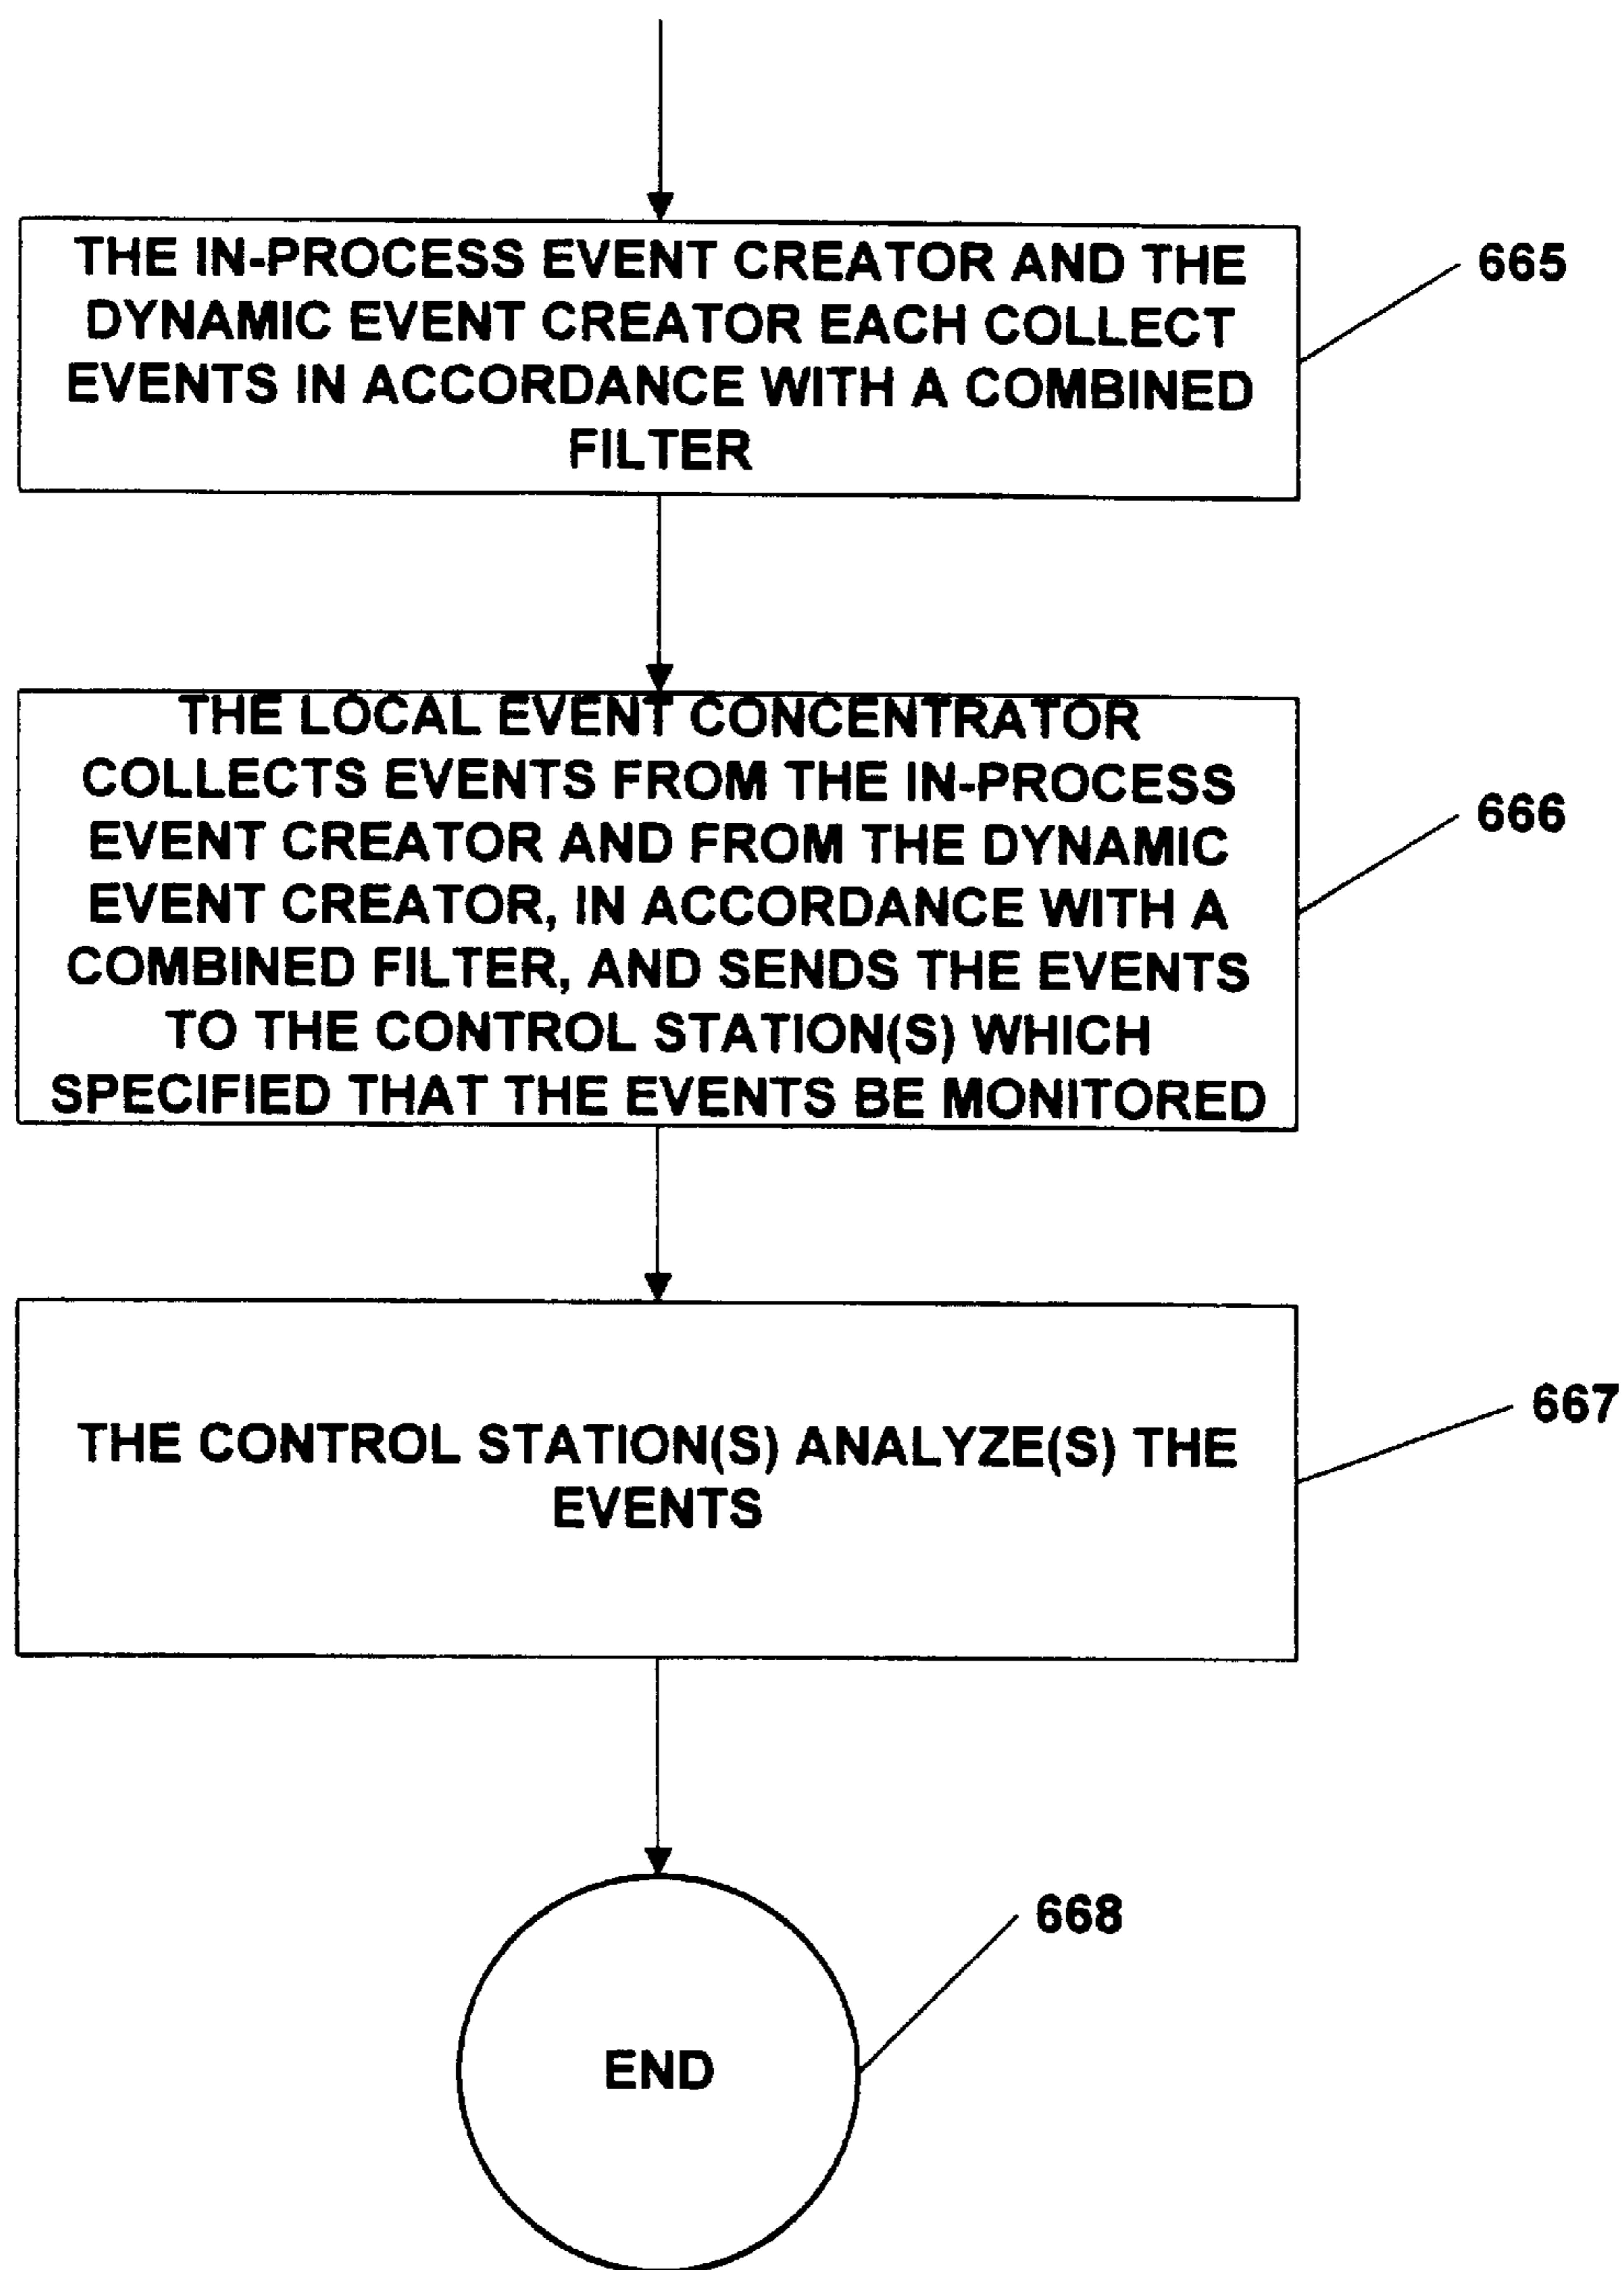 THE IN-PROCESS EVENT CREATOR AND THE
DYNAMIC EVENT CREATOR EACH COLLECT
EVENTS IN ACCORDANCE WITH A COMBINED
FILTER
665
THE LOCAL EVENT CONCENTRATOR
COLLECTS EVENTS FROM THE IN-PROCESS
EVENT CREATOR AND FROM THE DYNAMIC
EVENT CREATOR, IN ACCORDANCE WITH A
COMBINED FILTER, AND SENDS THE EVENTS
TO THE CONTROL STATION(S) WHICH
SPECIFIED THAT THE EVENTS BE MONITORED
666
THE CONTROL STATION(S) ANALYZE(S) THE
EVENTS
667
END
668